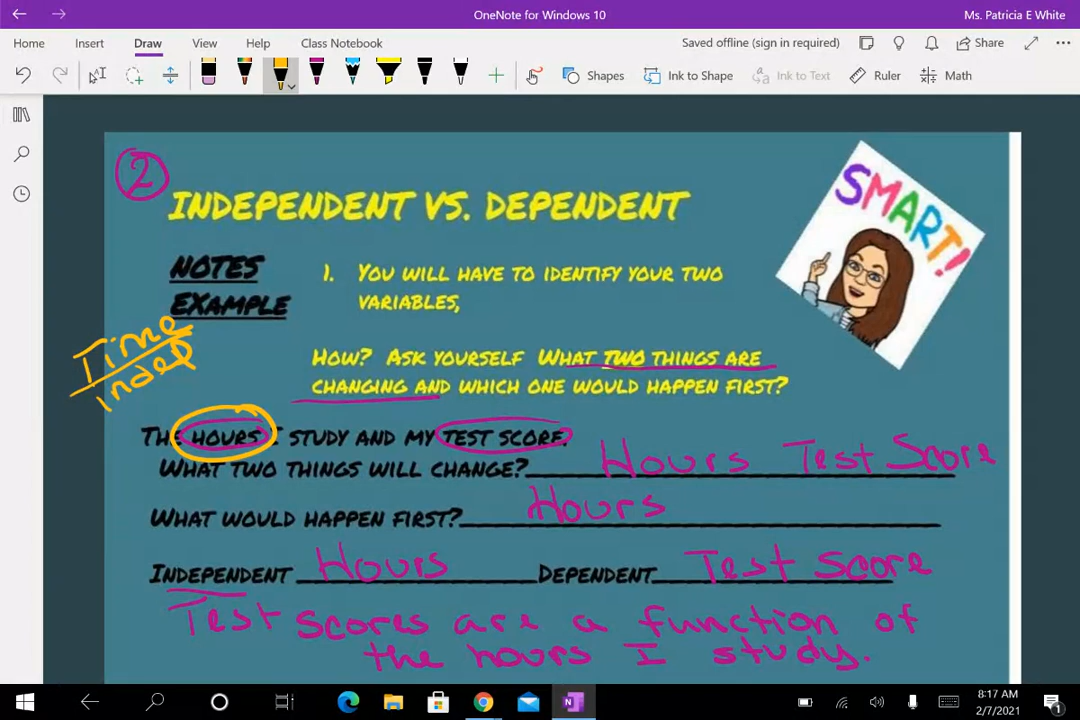 OneNote for Windows 10
Ms. Patricia E White
Home Insert Draw View Help Class Notebook
Saved offline (sign in required) Share
Shapes Ink to Shape Ink to Text Ruler Math
2
SMART!
INDEPENDENT VS. DEPENDENT
NOTES
EXAMPLE
1. YOU WILL HAVE TO IDENTIFY YOUR TWO
VARIABLES,
Time
Index
HOW? ASK YOURSELF WHAT TWO THINGS ARE
CHANGING AND WHICH ONE WOULD HAPPEN FIRST?
THE HOURS I STUDY AND MY TEST SCORE.
WHAT TWO THINGS WILL CHANGE? Hours Test Score
WHAT WOULD HAPPEN FIRST? Hours
INDEPENDENT Hours DEPENDENT Test Score
Test scores are a function of
the hours I study.
8:17 AM
2/7/2021
1